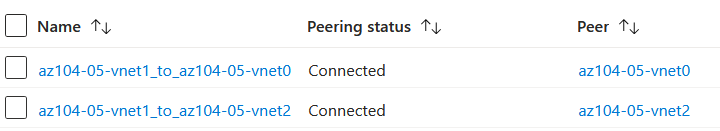 Name ↑↓ Peering status ↑↓ Peer ↑↓
az104-05-vnet1_to_az104-05-vnet0 Connected az104-05-vnet0
az104-05-vnet1_to_az104-05-vnet2 Connected az104-05-vnet2